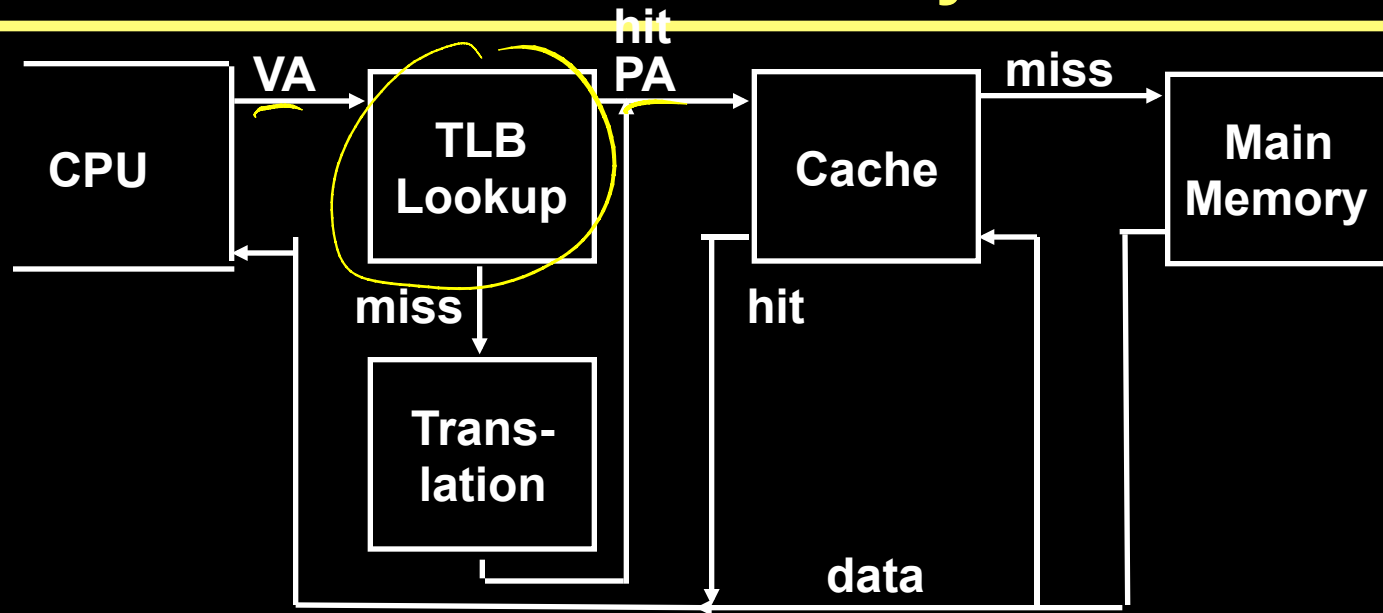 hit
VA
PA
miss
CPU
TLB
Lookup
Cache
Main
Memory
miss
hit
Trans-
lation
data